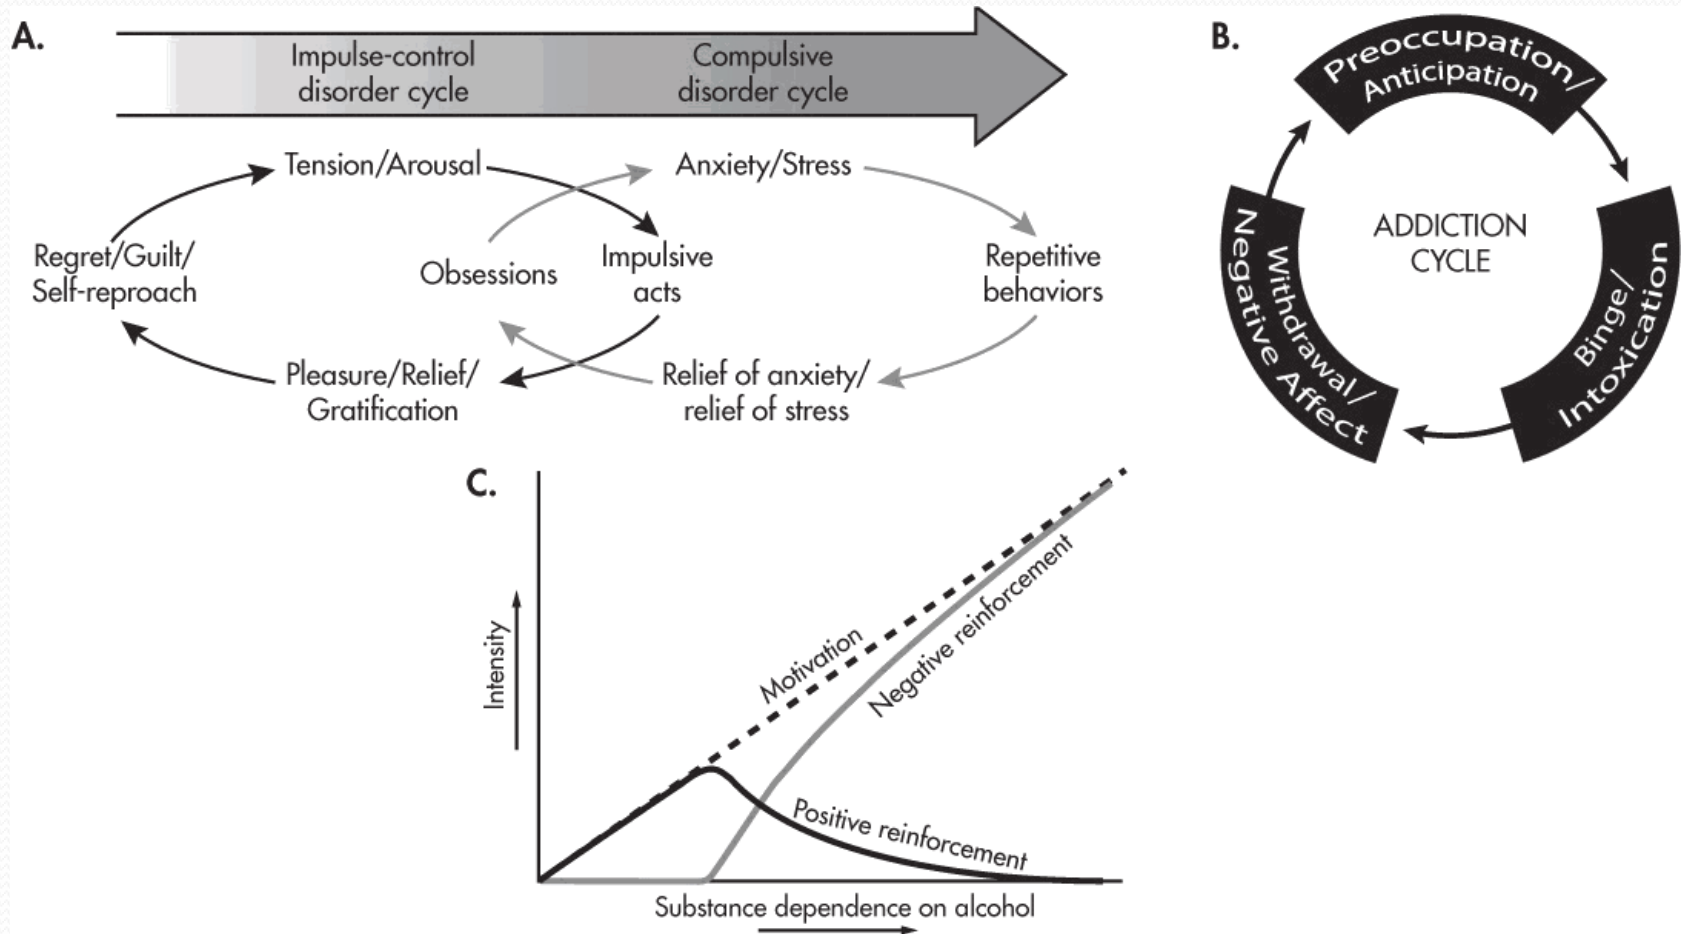 A.
Impulse-control
disorder cycle
Compulsive
disorder cycle
Tension/Arousal
Anxiety/Stress
Regret/Guilt/
Self-reproach
Obsessions
Impulsive
acts
Repetitive
behaviors
Pleasure/Relief/
Gratification
Relief of anxiety/
relief of stress
B.
Preoccupation/
Anticipation
ADDICTION
CYCLE
Binge/
Intoxication
Withdrawal/
Negative Affect
C.
Intensity
Motivation
Negative reinforcement
Positive reinforcement
Substance dependence on alcohol